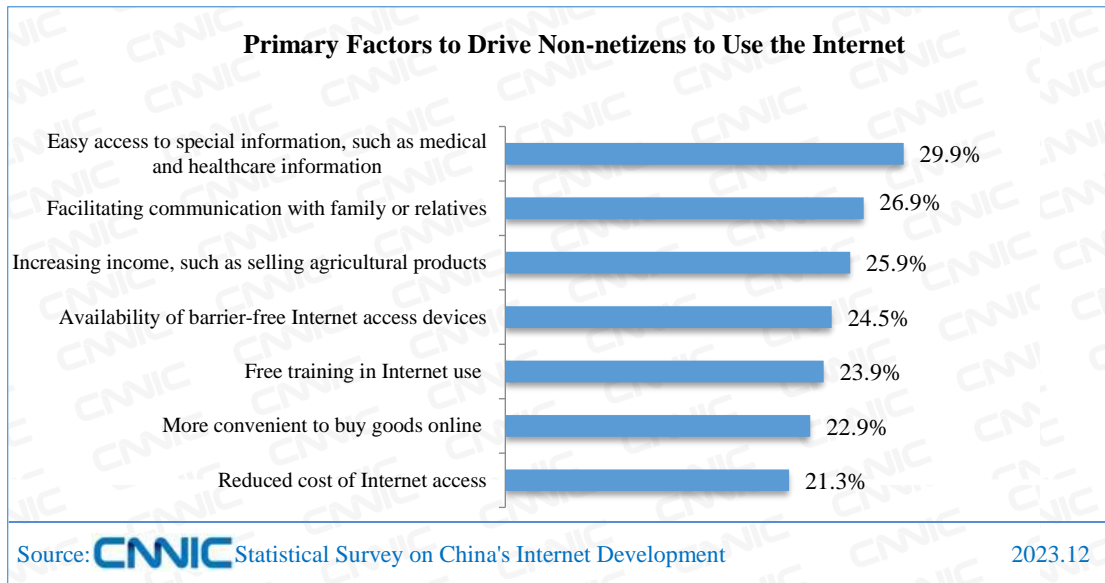 Primary Factors to Drive Non-netizens to Use the Internet
Easy access to special information, such as medical
and healthcare information
29.9%
Facilitating communication with family or relatives
26.9%
Increasing income, such as selling agricultural products
25.9%
Availability of barrier-free Internet access devices
24.5%
Free training in Internet use
23.9%
More convenient to buy goods online
22.9%
Reduced cost of Internet access
21.3%
Source: CNNIC Statistical Survey on China's Internet Development
2023.12